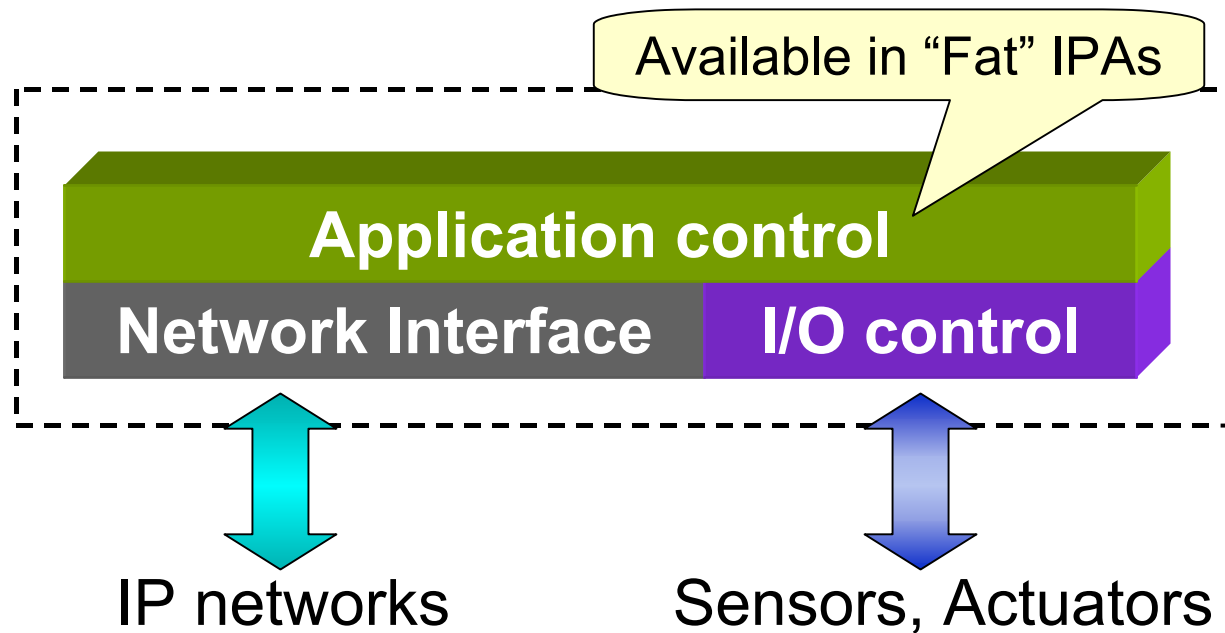 Available in “Fat” IPAs
Application control
Network Interface
I/O control
IP networks
Sensors, Actuators